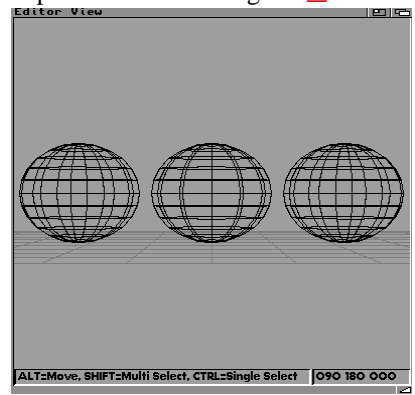 Editor View
ALT=Move, SHIFT=Multi Select, CTRL=Single Select
090 180 000